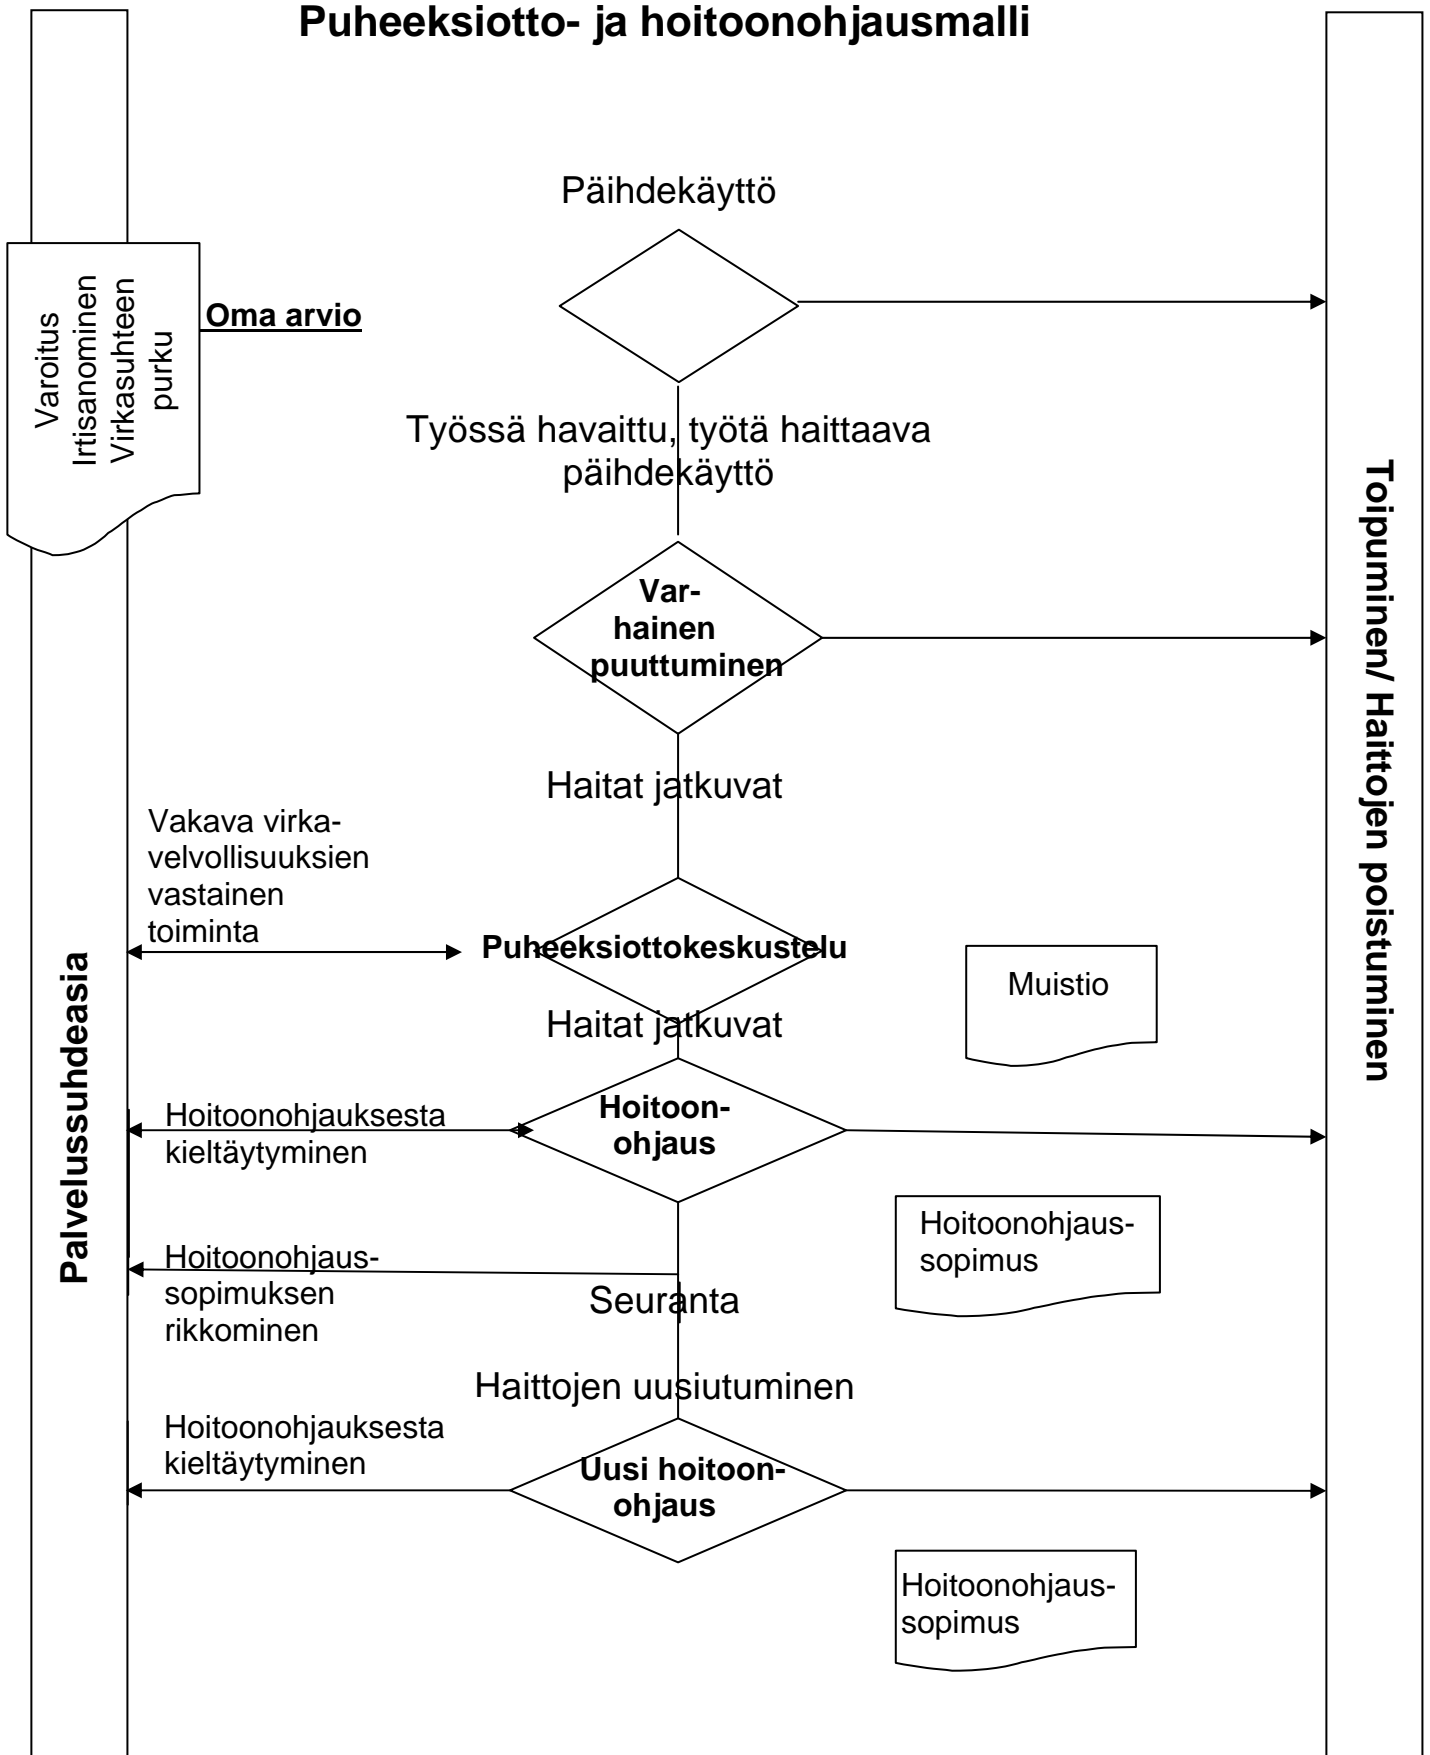 Puheeksiotto- ja hoitoonohjausmalli
Päihdekäyttö
Varoitus
Irtisanominen
Virkasuhteen
purku
Oma arvio
Työssä havaittu, työtä haittaava
päihdekäyttö
Var-
hainen
puuttuminen
Haitat jatkuvat
Vakava virka-
velvollisuuksien
vastainen
toiminta
Puheeksiottokeskustelu
Muistio
Haitat jatkuvat
Hoitoonohjauksesta
kieltäytyminen
Hoitoon-
ohjaus
Hoitoonohjaus-
sopimus
Hoitoonohjaus-
sopimuksen
rikkominen
Seuranta
Haittojen uusiutuminen
Hoitoonohjauksesta
kieltäytyminen
Uusi hoitoon-
ohjaus
Hoitoonohjaus-
sopimus
Palvelussuhdeasia
Toipuminen/ Haittojen poistuminen